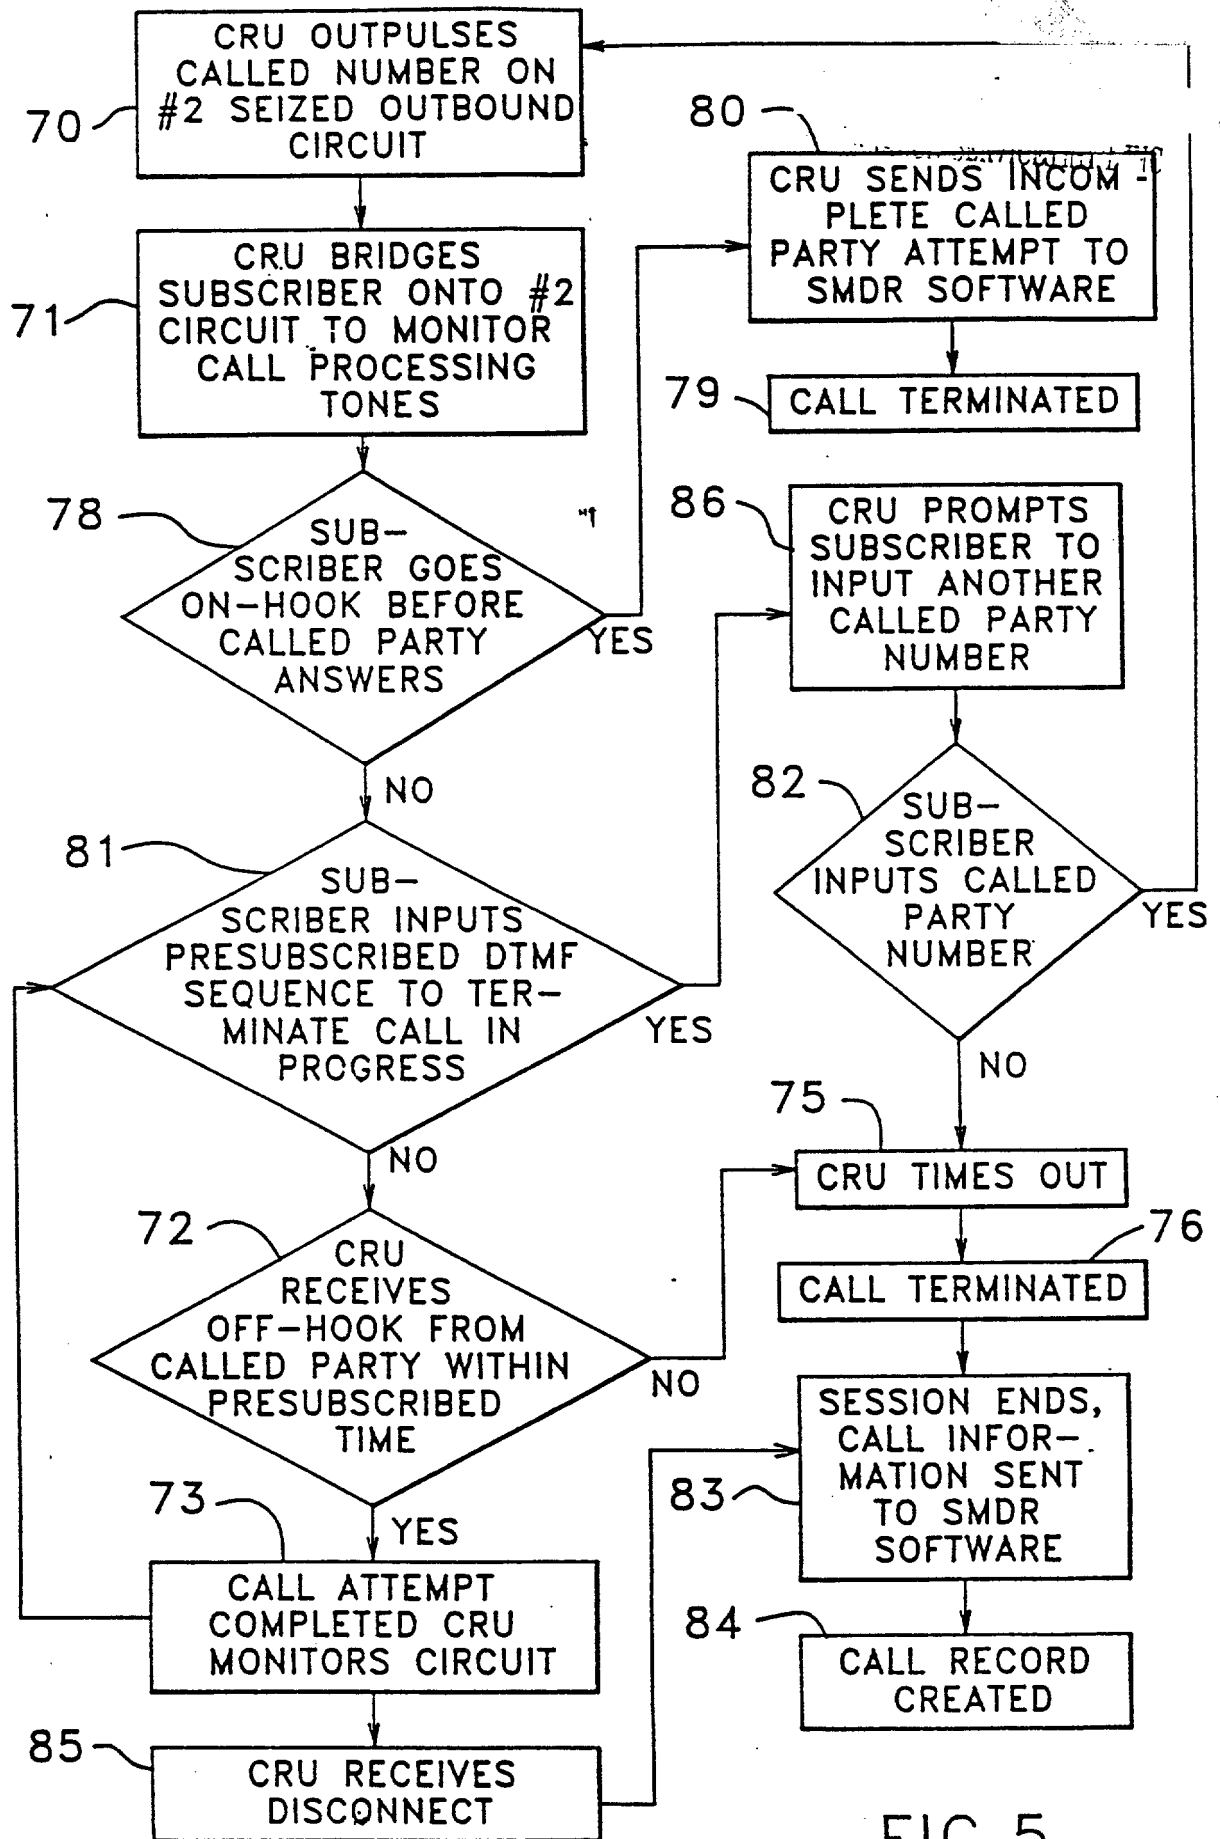 CRU OUTPULSES
CALLED NUMBER ON
#2 SEIZED OUTBOUND
CIRCUIT
70
CRU BRIDGES
SUBSCRIBER ONTO #2
CIRCUIT TO MONITOR
CALL PROCESSING
TONES
71
SUB-
SCRIBER GOES
ON-HOOK BEFORE
CALLED PARTY
ANSWERS
78
YES
NO
80
CRU SENDS INCOM-
PLETE CALLED
PARTY ATTEMPT TO
SMDR SOFTWARE
79
CALL TERMINATED
81
SUB-
SCRIBER INPUTS
PRESUBSCRIBED DTMF
SEQUENCE TO TER-
MINATE CALL IN
PROGRESS
YES
NO
86
CRU PROMPTS
SUBSCRIBER TO
INPUT ANOTHER
CALLED PARTY
NUMBER
82
SUB-
SCRIBER
INPUTS CALLED
PARTY
NUMBER
YES
NO
72
CRU
RECEIVES
OFF-HOOK FROM
CALLED PARTY WITHIN
PRESUBSCRIBED
TIME
NO
YES
75
CRU TIMES OUT
76
CALL TERMINATED
73
CALL ATTEMPT
COMPLETED CRU
MONITORS CIRCUIT
83
SESSION ENDS,
CALL INFOR-
MATION SENT
TO SMDR
SOFTWARE
84
CALL RECORD
CREATED
85
CRU RECEIVES
DISCONNECT
FIG. 5